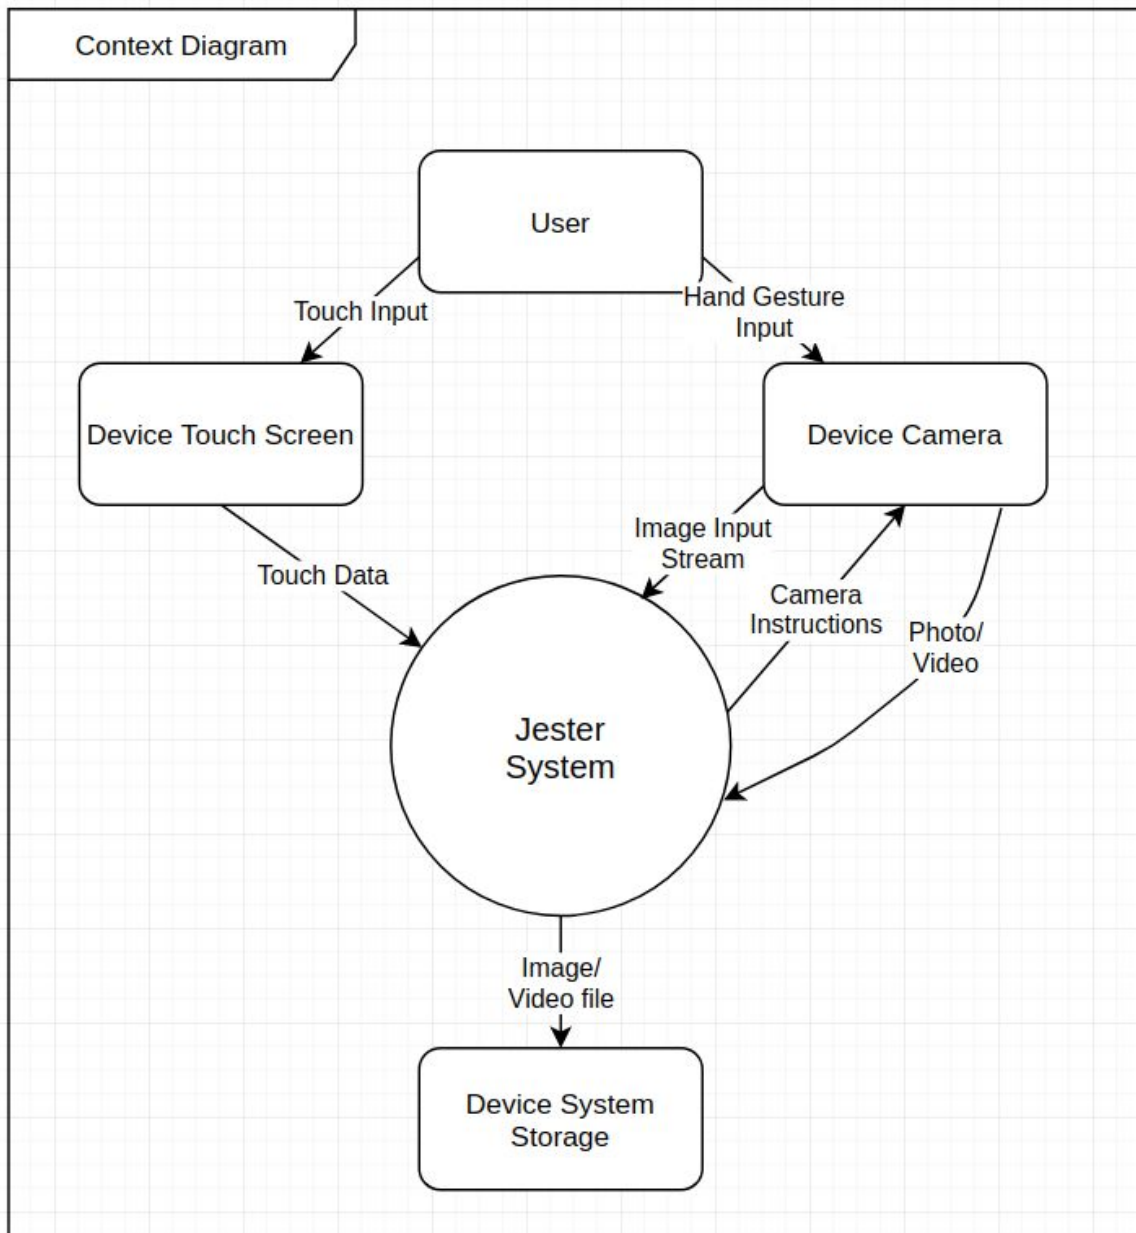 Context Diagram
User
Touch Input
Hand Gesture
Input
Device Touch Screen
Device Camera
Image Input
Stream
Touch Data
Camera
Instructions
Photo/
Video
Jester
System
Image/
Video file
Device System
Storage